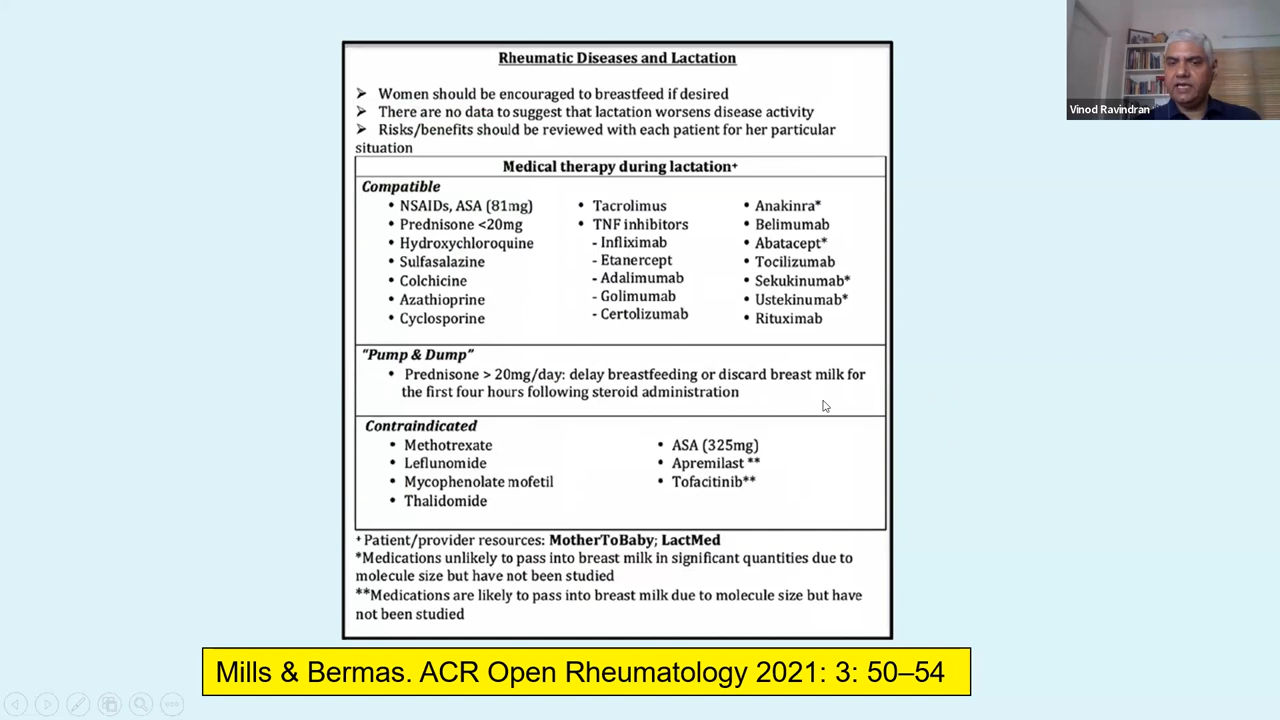 Rheumatic Diseases and Lactation
➢ Women should be encouraged to breastfeed if desired
➢ There are no data to suggest that lactation worsens disease activity
➢ Risks/benefits should be reviewed with each patient for her particular
situation
Medical therapy during lactation⁺
Compatible
• NSAIDs, ASA (81mg)
• Prednisone <20mg
• Hydroxychloroquine
• Sulfasalazine
• Colchicine
• Azathioprine
• Cyclosporine
• Tacrolimus
• TNF inhibitors
- Infliximab
- Etanercept
- Adalimumab
- Golimumab
- Certolizumab
• Anakinra*
• Belimumab
• Abatacept*
• Tocilizumab
• Sekukinumab*
• Ustekinumab*
• Rituximab
"Pump & Dump"
• Prednisone > 20mg/day: delay breastfeeding or discard breast milk for
the first four hours following steroid administration
Contraindicated
• Methotrexate
• Leflunomide
• Mycophenolate mofetil
• Thalidomide
• ASA (325mg)
• Apremilast **
• Tofacitinib**
⁺ Patient/provider resources: MotherToBaby; LactMed
*Medications unlikely to pass into breast milk in significant quantities due to
molecule size but have not been studied
**Medications are likely to pass into breast milk due to molecule size but have
not been studied
Mills & Bermas. ACR Open Rheumatology 2021: 3: 50–54
Vinod Ravindran